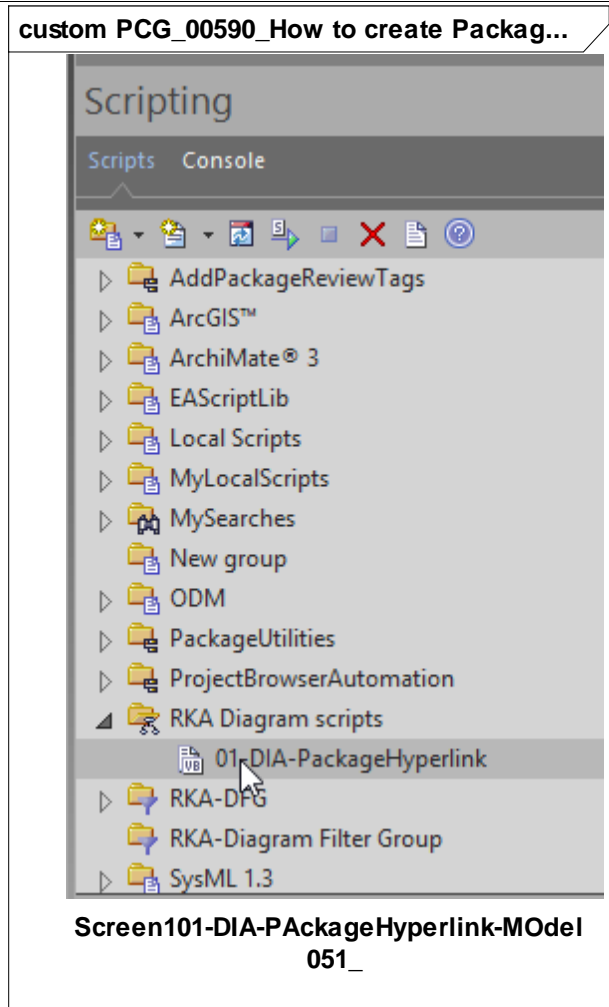 custom PCG_00590_How to create Packag...
Scripting
Scripts Console
AddPackageReviewTags
ArcGIS™
ArchiMate® 3
EAScriptLib
Local Scripts
MyLocalScripts
MySearches
New group
ODM
PackageUtilities
ProjectBrowserAutomation
RKA Diagram scripts
01-DIA-PackageHyperlink
RKA-DFG
RKA-Diagram Filter Group
SysML 1.3
Screen101-DIA-PAckageHyperlink-MOdel
051_